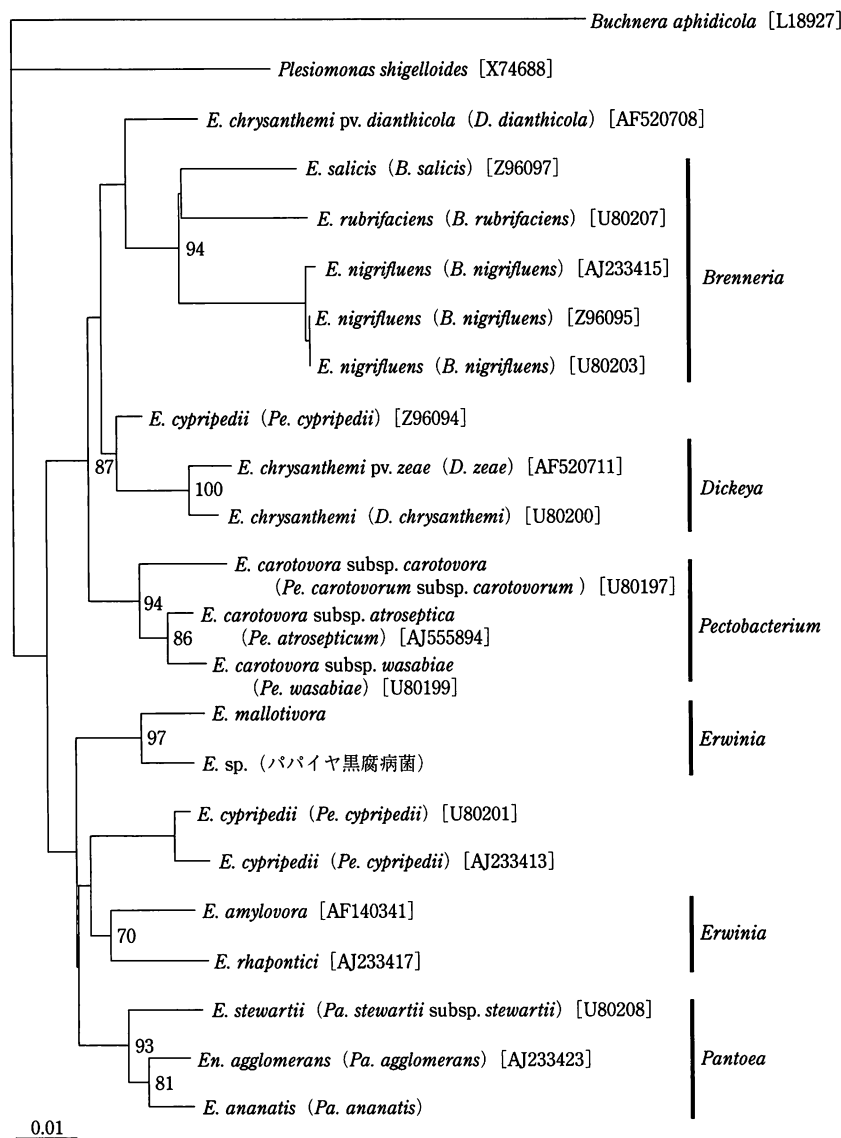 Buchnera aphidicola [L18927]
Plesiomonas shigelloides [X74688]
E. chrysanthemi pv. dianthicola (D. dianthicola) [AF520708]
E. salicis (B. salicis) [Z96097]
E. rubrifaciens (B. rubrifaciens) [U80207]
94
E. nigrifluens (B. nigrifluens) [AJ233415]
Brenneria
E. nigrifluens (B. nigrifluens) [Z96095]
E. nigrifluens (B. nigrifluens) [U80203]
E. cypripedii (Pe. cypripedii) [Z96094]
87
E. chrysanthemi pv. zeae (D. zeae) [AF520711]
100
Dickeya
E. chrysanthemi (D. chrysanthemi) [U80200]
E. carotovora subsp. carotovora
(Pe. carotovorum subsp. carotovorum ) [U80197]
94
E. carotovora subsp. atroseptica
(Pe. atrosepticum) [AJ555894]
86
Pectobacterium
E. carotovora subsp. wasabiae
(Pe. wasabiae) [U80199]
E. mallotivora
97
Erwinia
E. sp. (パパイヤ黒腐病菌)
E. cypripedii (Pe. cypripedii) [U80201]
E. cypripedii (Pe. cypripedii) [AJ233413]
E. amylovora [AF140341]
70
Erwinia
E. rhapontici [AJ233417]
E. stewartii (Pa. stewartii subsp. stewartii) [U80208]
93
En. agglomerans (Pa. agglomerans) [AJ233423]
Pantoea
81
E. ananatis (Pa. ananatis)
0.01